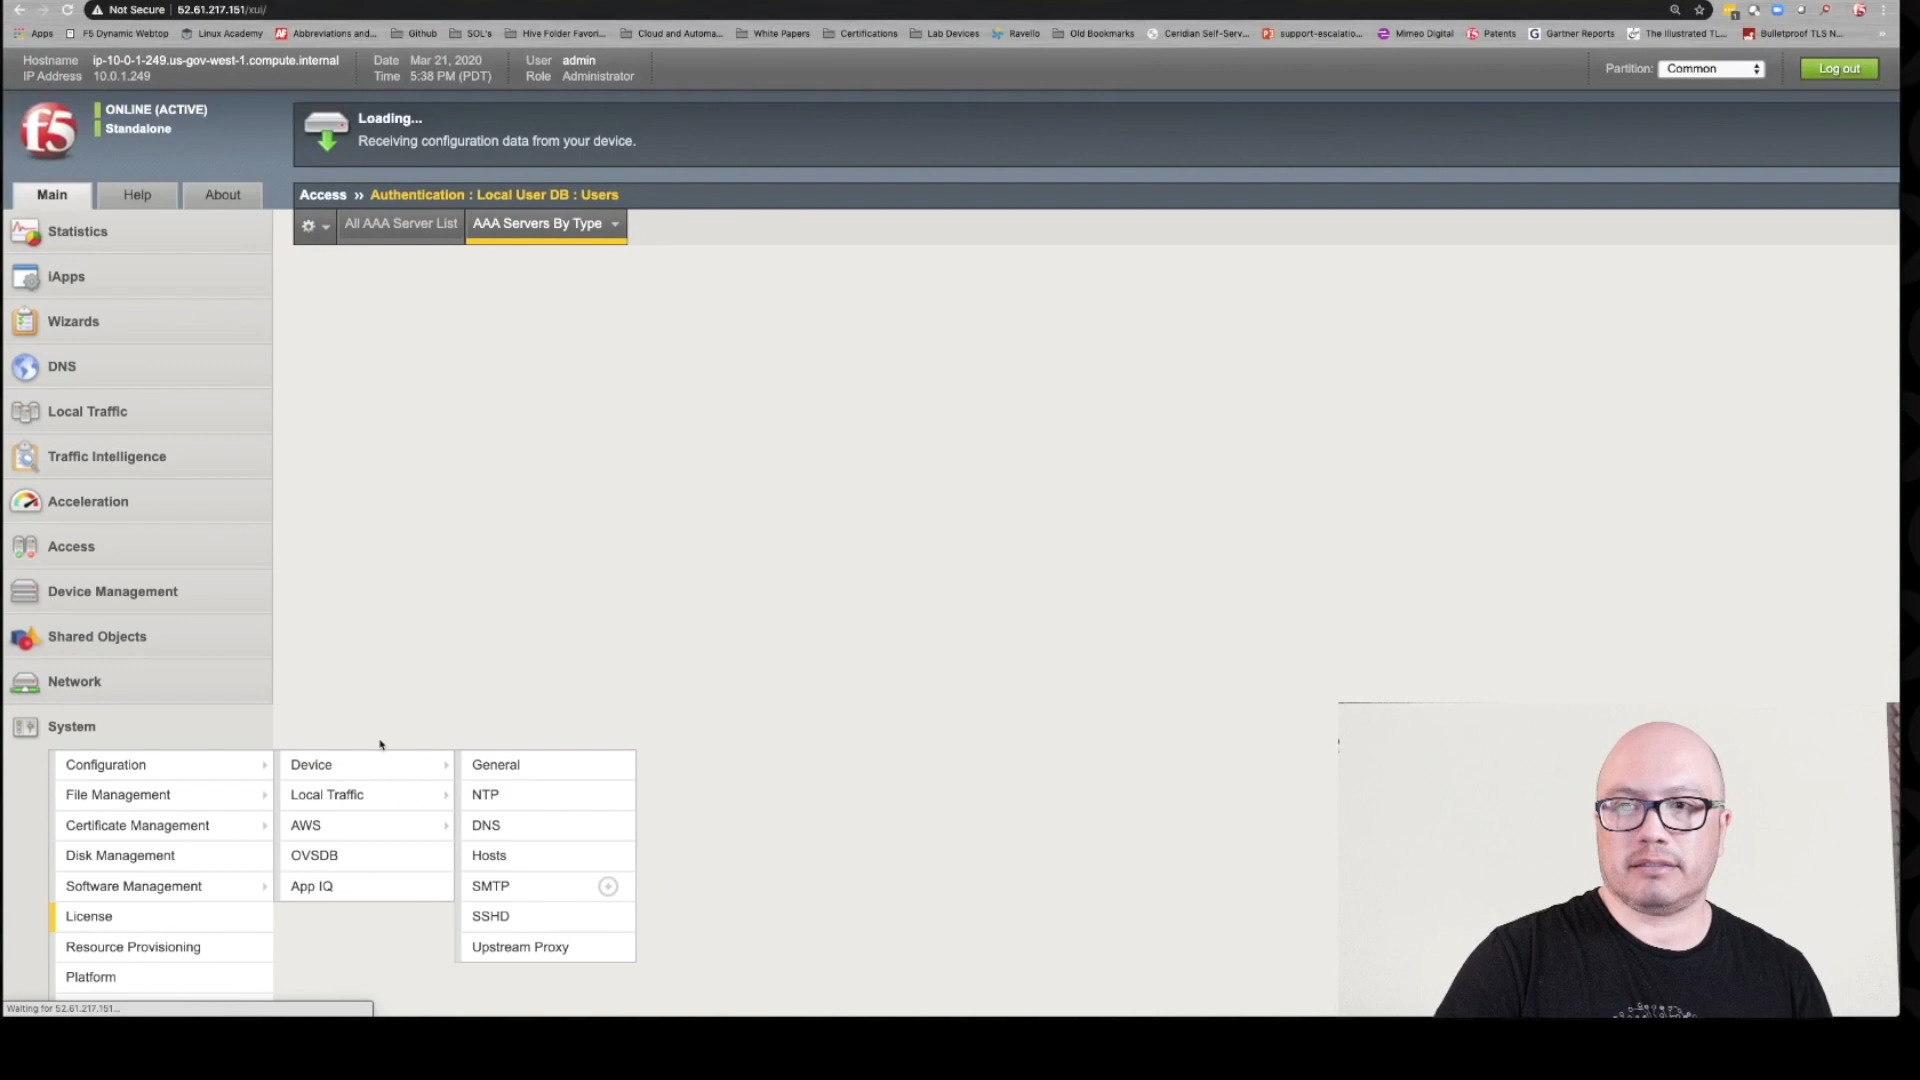 Not Secure | 52.61.217.151/xui/
Apps F5 Dynamic Webtop Linux Academy Abbreviations and... Github SOL's Hive Folder Favori... Cloud and Automa... White Papers Certifications Lab Devices Ravello Old Bookmarks Ceridian Self-Serv... support-escalatio... Mimeo Digital Patents Gartner Reports The Illustrated TL... Bulletproof TLS N... »
Hostname ip-10-0-1-249.us-gov-west-1.compute.internal Date Mar 21, 2020 User admin
IP Address 10.0.1.249 Time 5:38 PM (PDT) Role Administrator
Partition: Common Log out
f5
ONLINE (ACTIVE)
Standalone
Loading...
Receiving configuration data from your device.
Main Help About
Access ›› Authentication : Local User DB : Users
All AAA Server List AAA Servers By Type
Statistics
iApps
Wizards
DNS
Local Traffic
Traffic Intelligence
Acceleration
Access
Device Management
Shared Objects
Network
System
Configuration Device General
File Management Local Traffic NTP
Certificate Management AWS DNS
Disk Management OVSDB Hosts
Software Management App IQ SMTP
License SSHD
Resource Provisioning Upstream Proxy
Platform
Waiting for 52.61.217.151...